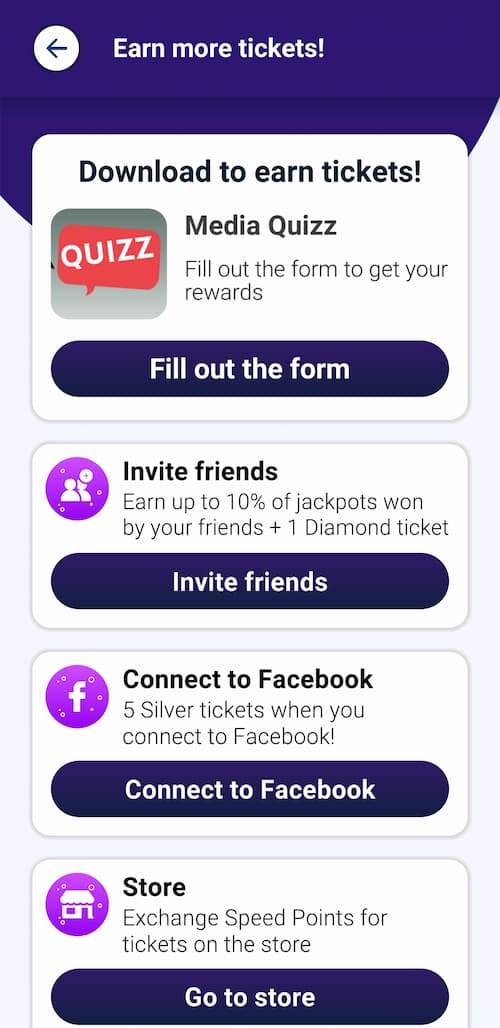 Earn more tickets!
Download to earn tickets!
QUIZZ
Media Quizz
Fill out the form to get your
rewards
Fill out the form
Invite friends
Earn up to 10% of jackpots won
by your friends + 1 Diamond ticket
Invite friends
Connect to Facebook
5 Silver tickets when you
connect to Facebook!
Connect to Facebook
Store
Exchange Speed Points for
tickets on the store
Go to store